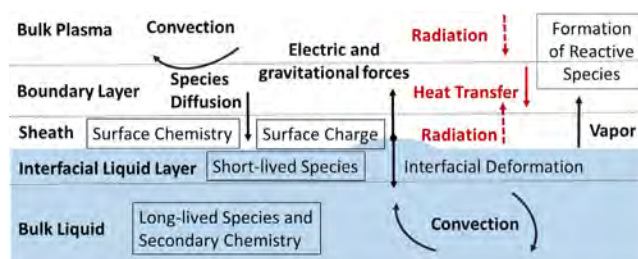 Bulk Plasma
Convection
Radiation
Formation
of Reactive
Species
Electric and
gravitational forces
Boundary Layer
Species
Diffusion
Heat Transfer
Sheath
Surface Chemistry
Surface Charge
Radiation
Vapor
Interfacial Liquid Layer
Short-lived Species
Interfacial Deformation
Bulk Liquid
Long-lived Species and
Secondary Chemistry
Convection